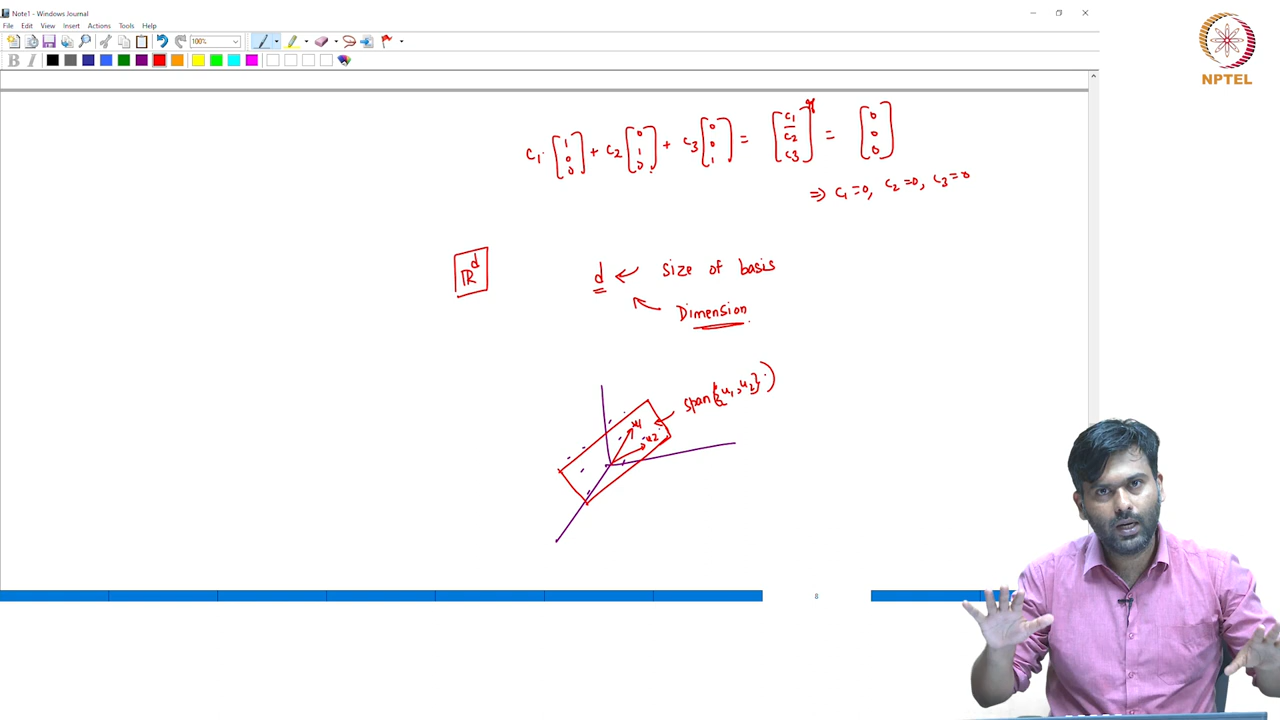 Note1 - Windows Journal
File Edit View Insert Actions Tools Help
100%
B I
NPTEL
c1 [1 0 0] + c2 [0 1 0] + c3 [0 0 1] = [c1 c2 c3] = [0 0 0]
⇒ c1=0, c2=0, c3=0
ℝ^d
d ← size of basis
Dimension
span({u1, u2})
u1
u2
8